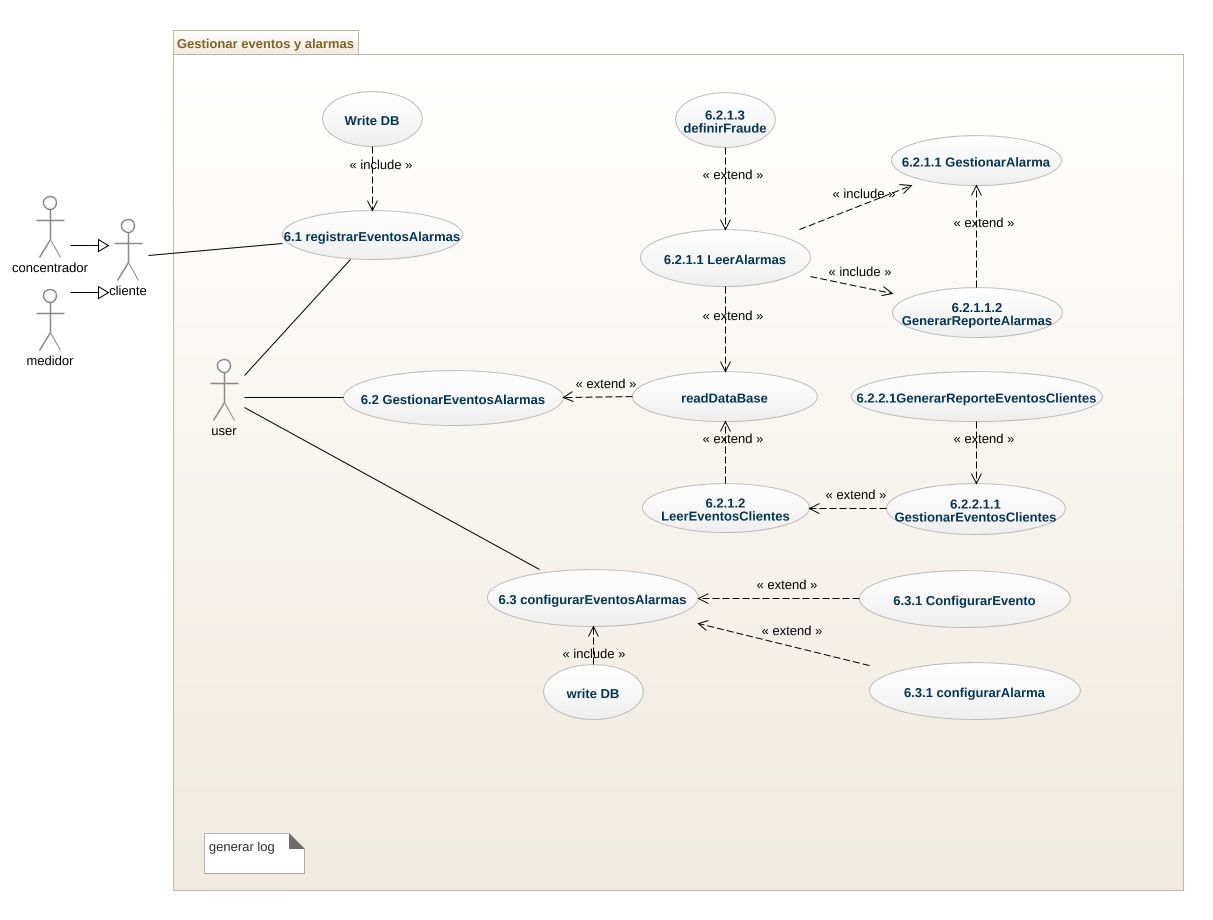 Gestionar eventos y alarmas
Write DB
« include »
6.1 registrarEventosAlarmas
concentrador
cliente
medidor
user
6.2.1.3
definirFraude
« extend »
6.2.1.1 GestionarAlarma
« include »
« extend »
6.2.1.1 LeerAlarmas
« include »
6.2.1.1.2
GenerarReporteAlarmas
« extend »
6.2 GestionarEventosAlarmas
« extend »
readDataBase
6.2.2.1GenerarReporteEventosClientes
« extend »
« extend »
6.2.1.2
LeerEventosClientes
« extend »
6.2.2.1.1
GestionarEventosClientes
6.3 configurarEventosAlarmas
« extend »
6.3.1 ConfigurarEvento
« extend »
« include »
write DB
6.3.1 configurarAlarma
generar log